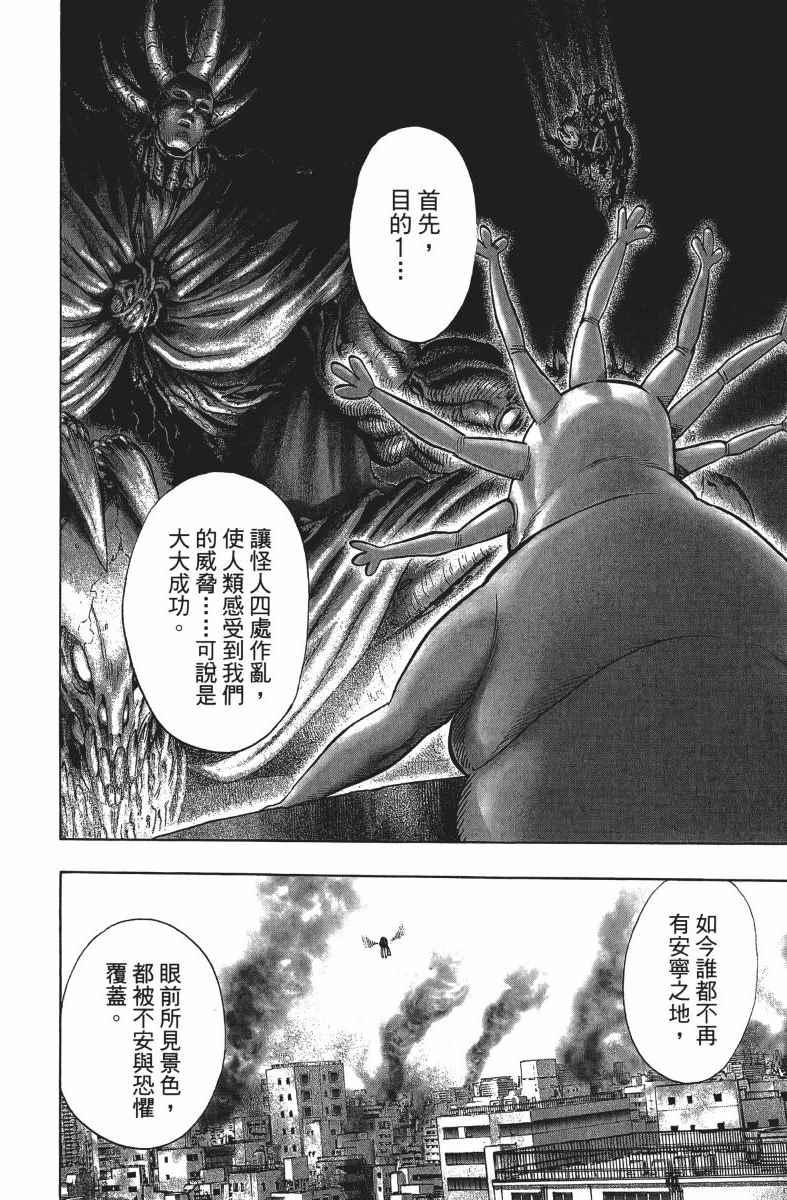 首先，
目的1…
讓怪人四處作亂，
使人類感受到我們
的威脅……可說是
大大成功。
如今誰都不再
有安寧之地，
眼前所見景色，
都被不安與恐懼
覆蓋。